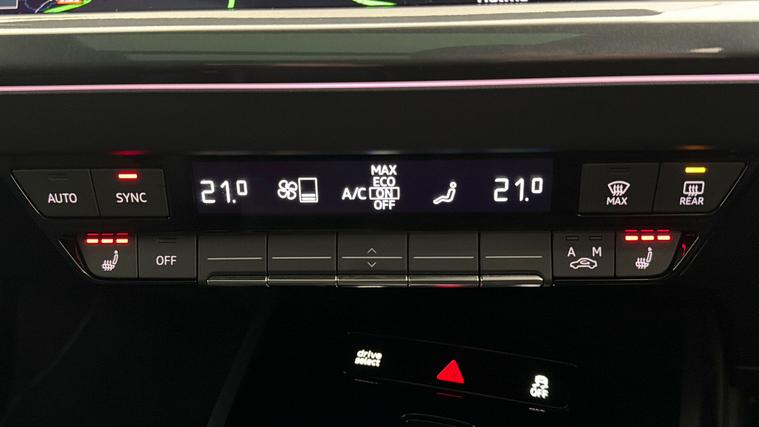 AUTO
SYNC
21.0
A/C
MAX
ECO
ON
OFF
21.0
MAX
REAR
OFF
A M
drive
select
OFF